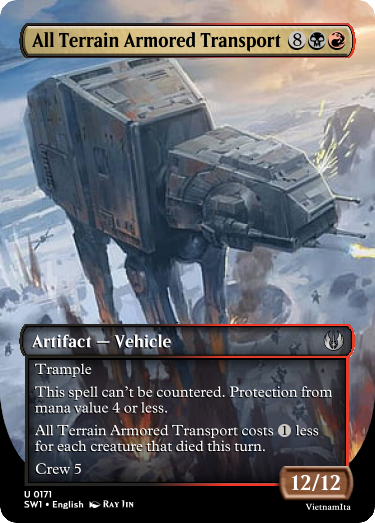 All Terrain Armored Transport 8
Artifact — Vehicle
Trample
This spell can't be countered. Protection from
mana value 4 or less.
All Terrain Armored Transport costs 1 less
for each creature that died this turn.
Crew 5
12/12
U 0171
SW1 • English RAY JIN
VietnamIta